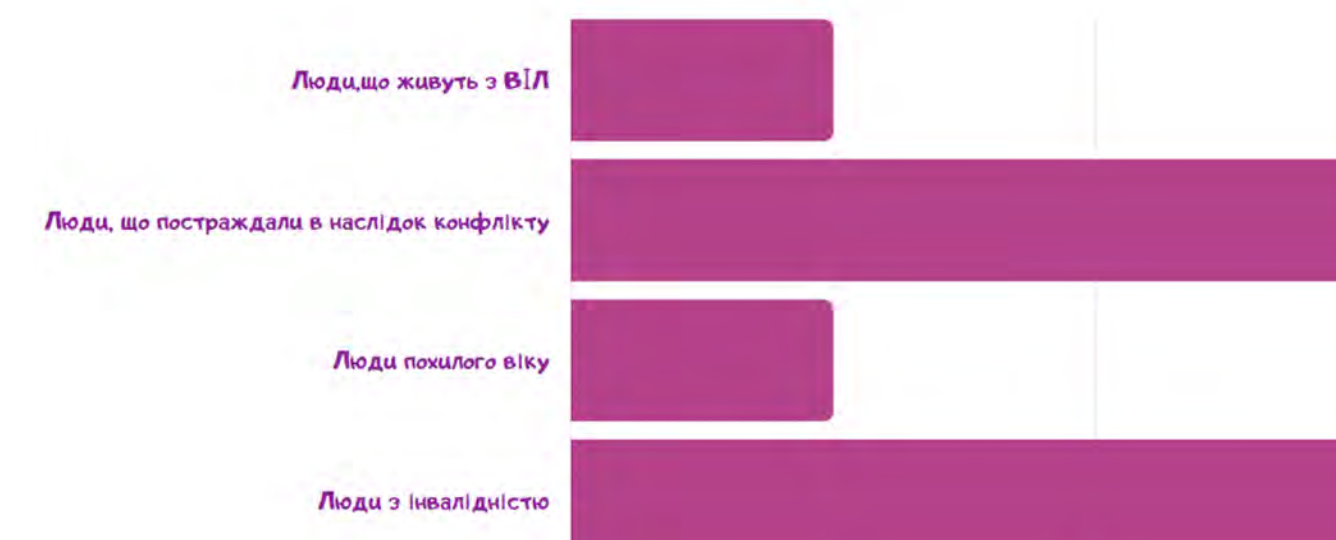 Люди,що живуть з ВІЛ
Люди, що постраждали в наслідок конфлікту
Люди похилого віку
Люди з інвалідністю